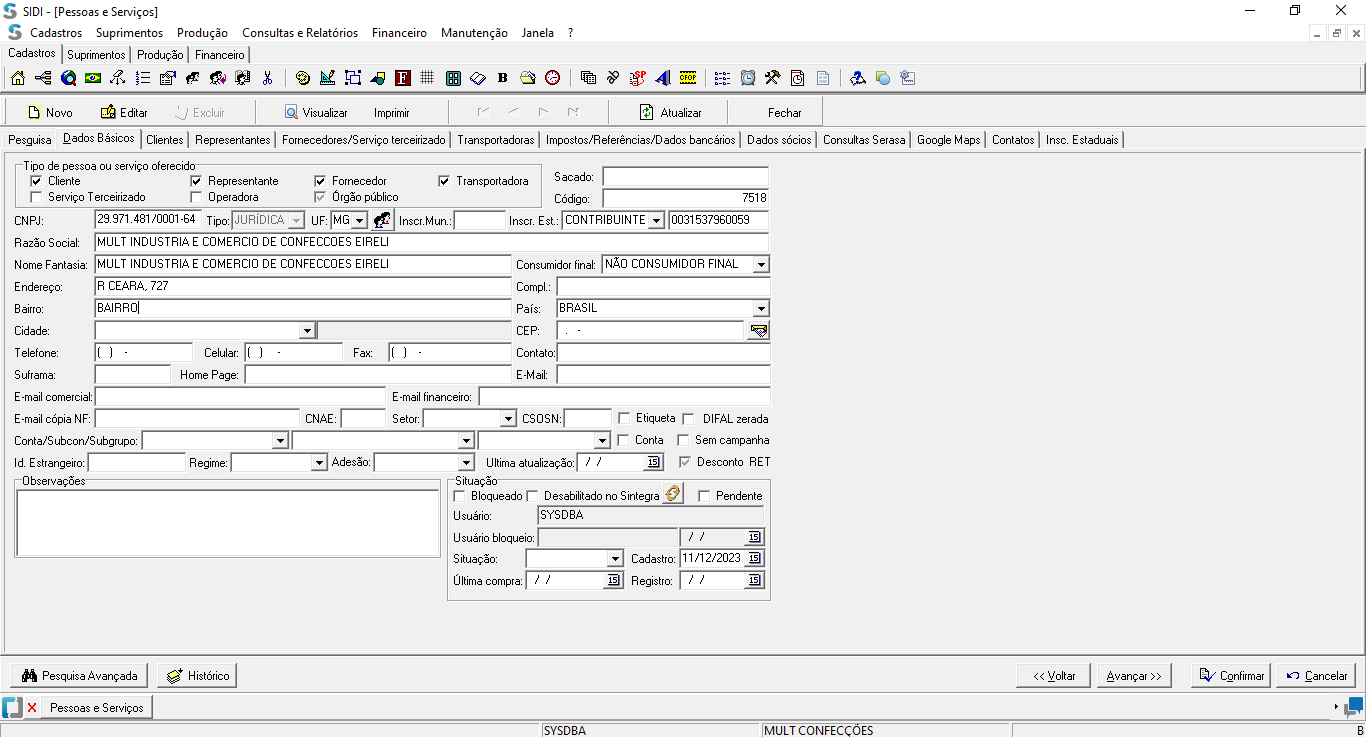 SIDI - [Pessoas e Serviços]
Cadastros Suprimentos Produção Consultas e Relatórios Financeiro Manutenção Janela ?
Cadastros Suprimentos Produção Financeiro
F B SP CFOP
Novo Editar Excluir Visualizar Imprimir Atualizar Fechar
Pesquisa Dados Básicos Clientes Representantes Fornecedores/Serviço terceirizado Transportadoras Impostos/Referências/Dados bancários Dados sócios Consultas Serasa Google Maps Contatos Insc. Estaduais
Tipo de pessoa ou serviço oferecido
Cliente Representante Fornecedor Transportadora
Serviço Terceirizado Operadora Órgão público
Sacado:
Código: 7518
CNPJ: 29.971.481/0001-64 Tipo: JURÍDICA UF: MG Inscr.Mun.: Inscr. Est.: CONTRIBUINTE 0031537960059
Razão Social: MULT INDUSTRIA E COMERCIO DE CONFECCOES EIRELI
Nome Fantasia: MULT INDUSTRIA E COMERCIO DE CONFECCOES EIRELI Consumidor final: NÃO CONSUMIDOR FINAL
Endereço: R CEARA, 727 Compl.:
Bairro: BAIRRO País: BRASIL
Cidade: CEP: . -
Telefone: ( ) - Celular: ( ) - Fax: ( ) - Contato:
Suframa: Home Page: E-Mail:
E-mail comercial: E-mail financeiro:
E-mail cópia NF: CNAE: Setor: CSOSN: Etiqueta DIFAL zerada
Conta/Subcon/Subgrupo: Conta Sem campanha
Id. Estrangeiro: Regime: Adesão: Ultima atualização: / / 15 Desconto RET
Observações
Situação
Bloqueado Desabilitado no Sintegra Pendente
Usuário: SYSDBA
Usuário bloqueio: / / 15
Situação: Cadastro: 11/12/2023 15
Última compra: / / 15 Registro: / / 15
Pesquisa Avançada Histórico << Voltar Avançar >> Confirmar Cancelar
Pessoas e Serviços
SYSDBA MULT CONFECÇÕES B